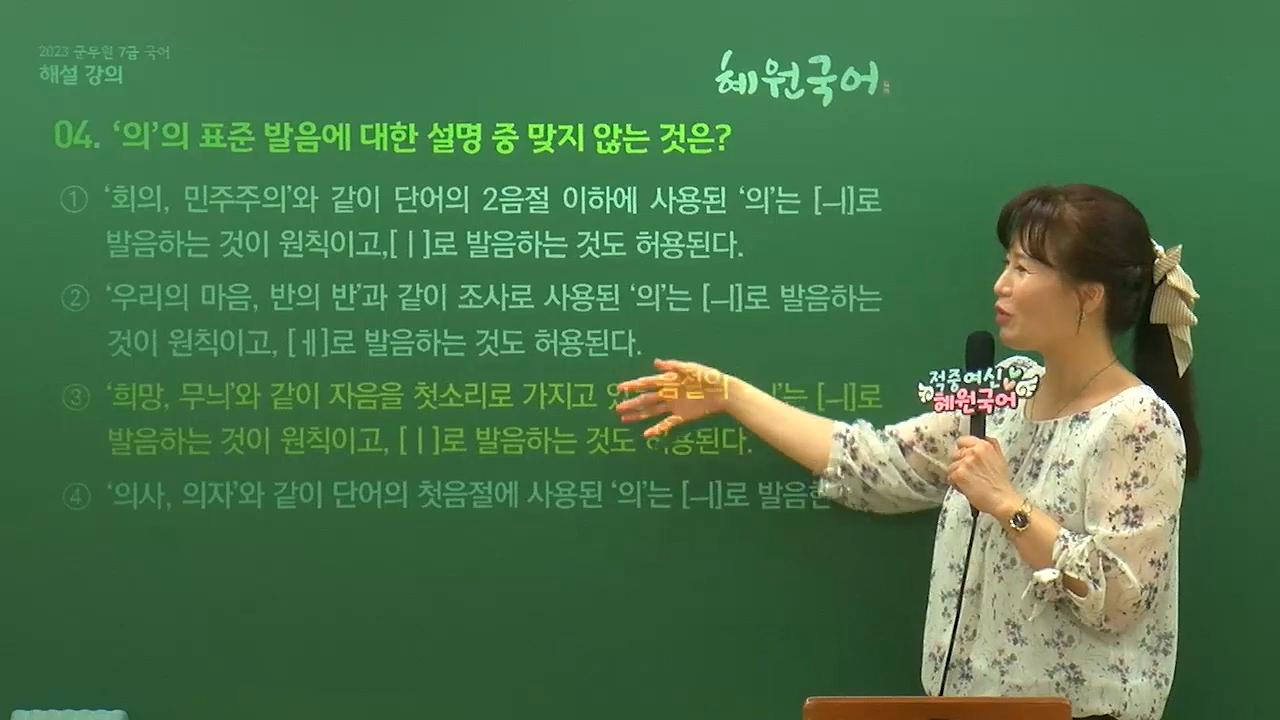 2023 군무원 7급 국어
해설 강의
혜원국어
04. ‘의’의 표준 발음에 대한 설명 중 맞지 않는 것은?
① ‘회의, 민주주의’와 같이 단어의 2음절 이하에 사용된 ‘의’는 [ㅢ]로
발음하는 것이 원칙이고,[ㅣ]로 발음하는 것도 허용된다.
② ‘우리의 마음, 반의 반’과 같이 조사로 사용된 ‘의’는 [ㅢ]로 발음하는
것이 원칙이고, [ㅔ]로 발음하는 것도 허용된다.
③ ‘희망, 무늬’와 같이 자음을 첫소리로 가지고 음절의 ’는 [ㅢ]로
발음하는 것이 원칙이고, [ㅣ]로 발음하는 것도 허용된다.
④ ‘의사, 의자’와 같이 단어의 첫음절에 사용된 ‘의’는 [ㅢ]로 발음한
적중여신
혜원국어